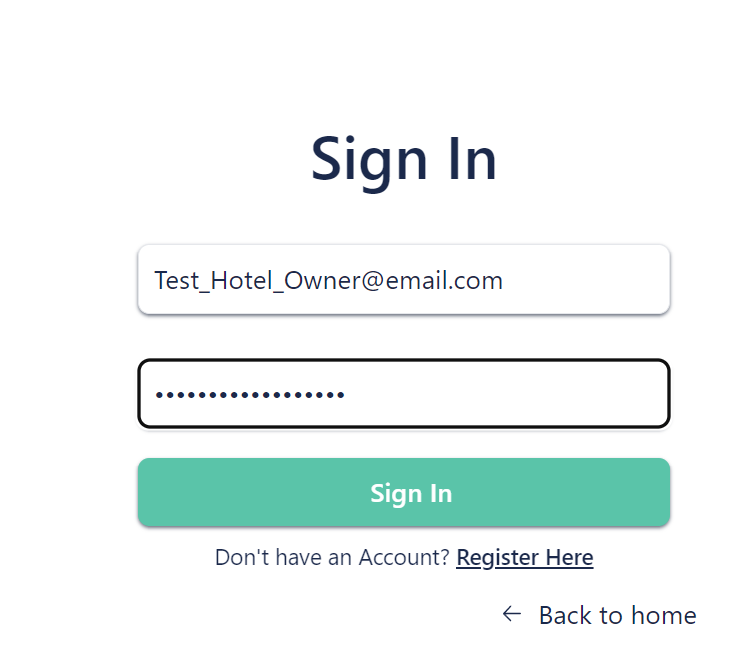 Sign In
Test_Hotel_Owner@email.com
••••••••••••••••••
Sign In
Don't have an Account? Register Here
← Back to home